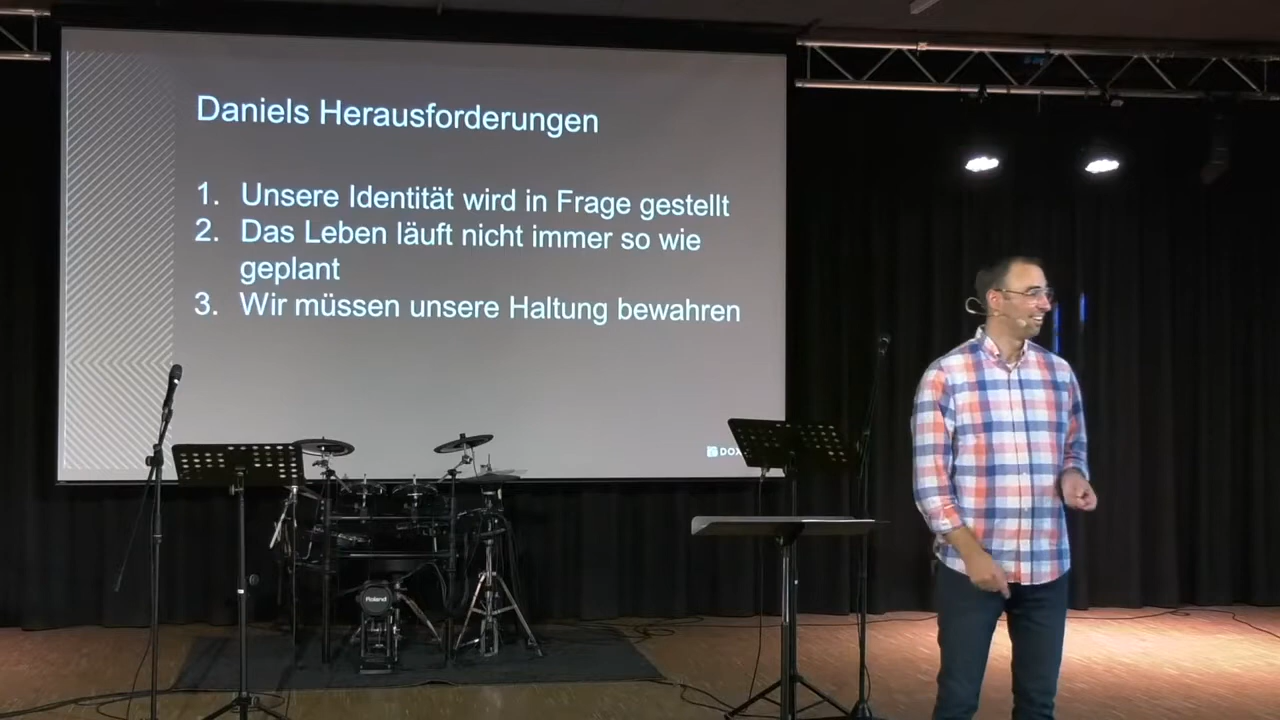 Daniels Herausforderungen
1. Unsere Identität wird in Frage gestellt
2. Das Leben läuft nicht immer so wie
geplant
3. Wir müssen unsere Haltung bewahren
Roland